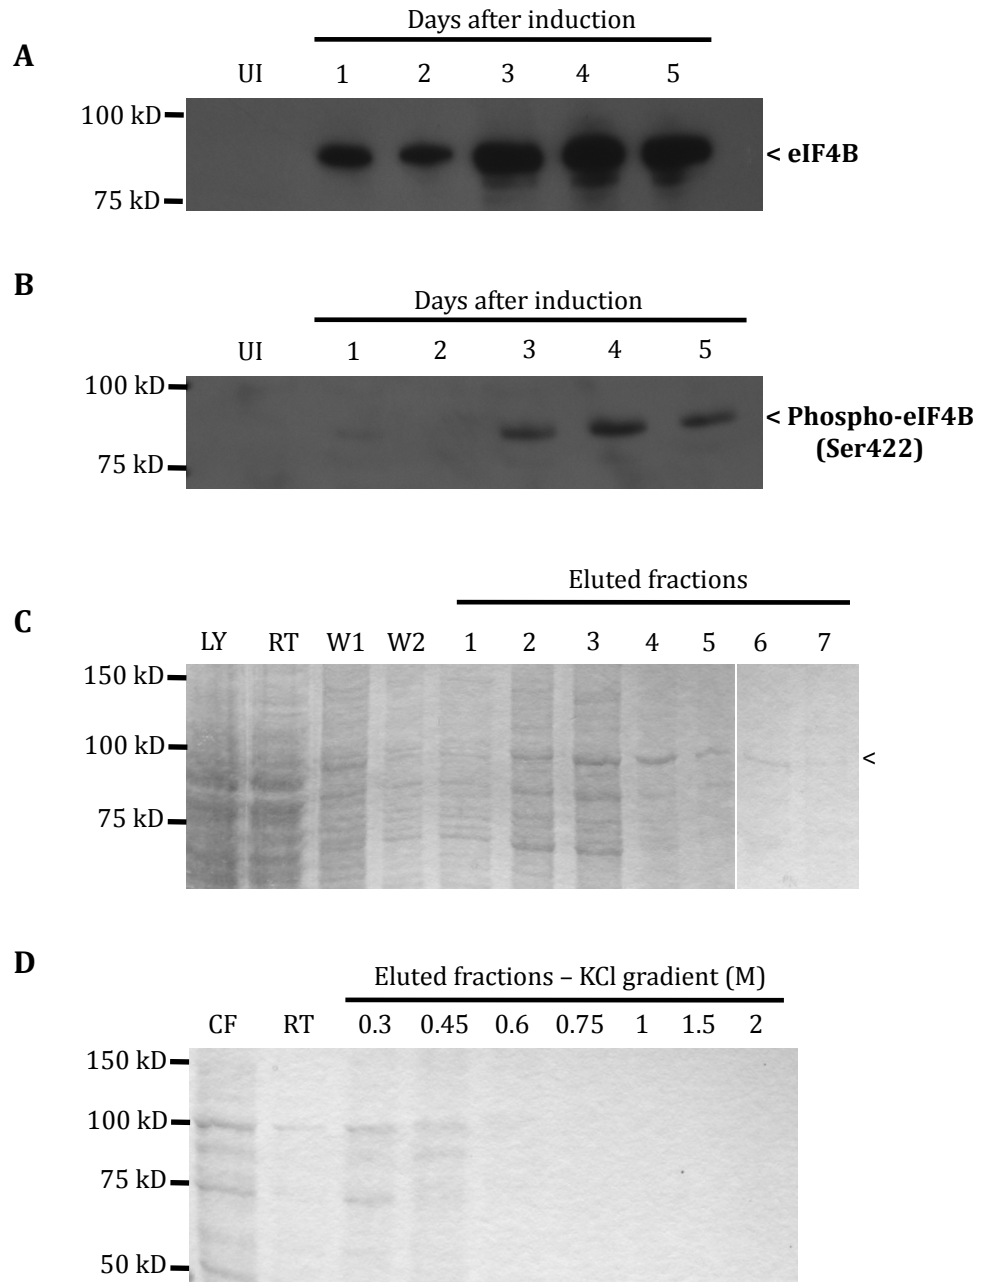 A
Days after induction
UI 1 2 3 4 5
100 kD
< eIF4B
75 kD
B
Days after induction
UI 1 2 3 4 5
100 kD
< Phospho-eIF4B
(Ser422)
75 kD
C
Eluted fractions
LY RT W1 W2 1 2 3 4 5 6 7
150 kD
100 kD
<
75 kD
D
Eluted fractions – KCl gradient (M)
CF RT 0.3 0.45 0.6 0.75 1 1.5 2
150 kD
100 kD
75 kD
50 kD